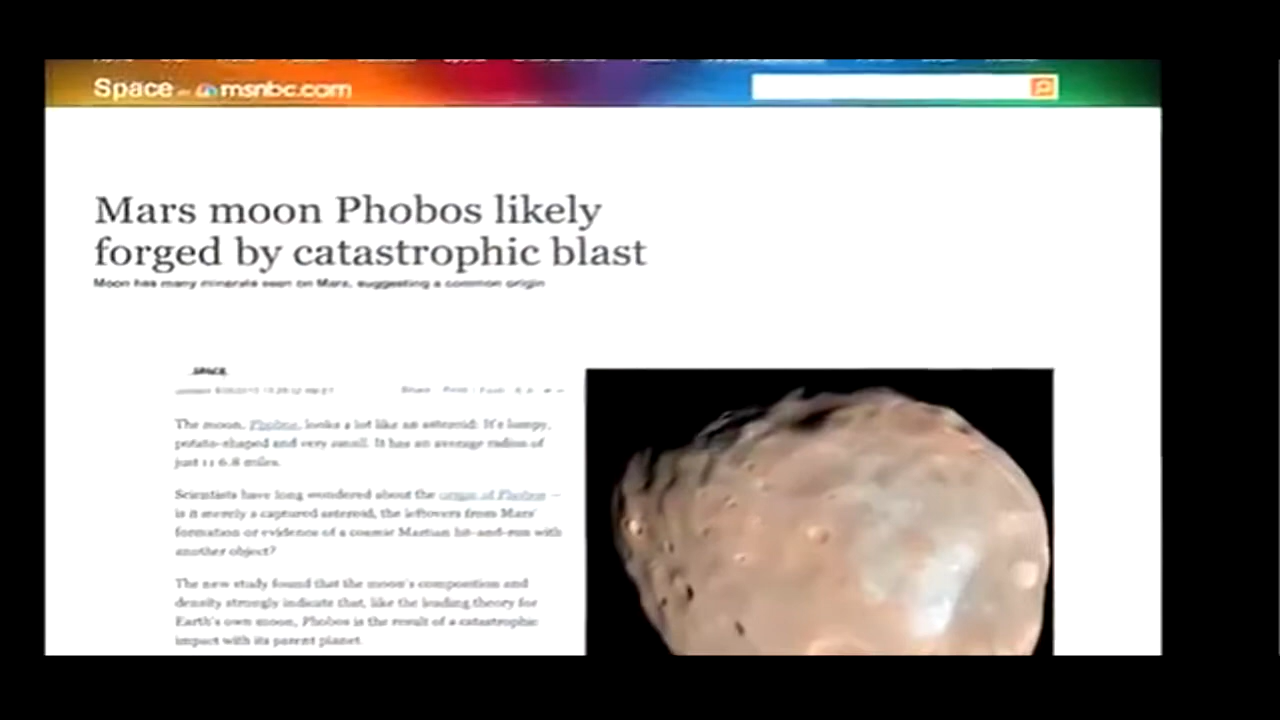 Space on msnbc.com
Mars moon Phobos likely
forged by catastrophic blast
Moon has many minerals seen on Mars, suggesting a common origin
SPACE
The moon, Phobos, looks a lot like an asteroid: It's lumpy,
potato-shaped and very small. It has an average radius of
just 11 6.8 miles.
Scientists have long wondered about the origin of Phobos —
is it merely a captured asteroid, the leftovers from Mars'
formation or evidence of a cosmic Martian hit-and-run with
another object?
The new study found that the moon's composition and
density strongly indicate that, like the leading theory for
Earth's own moon, Phobos is the result of a catastrophic
impact with its parent planet.